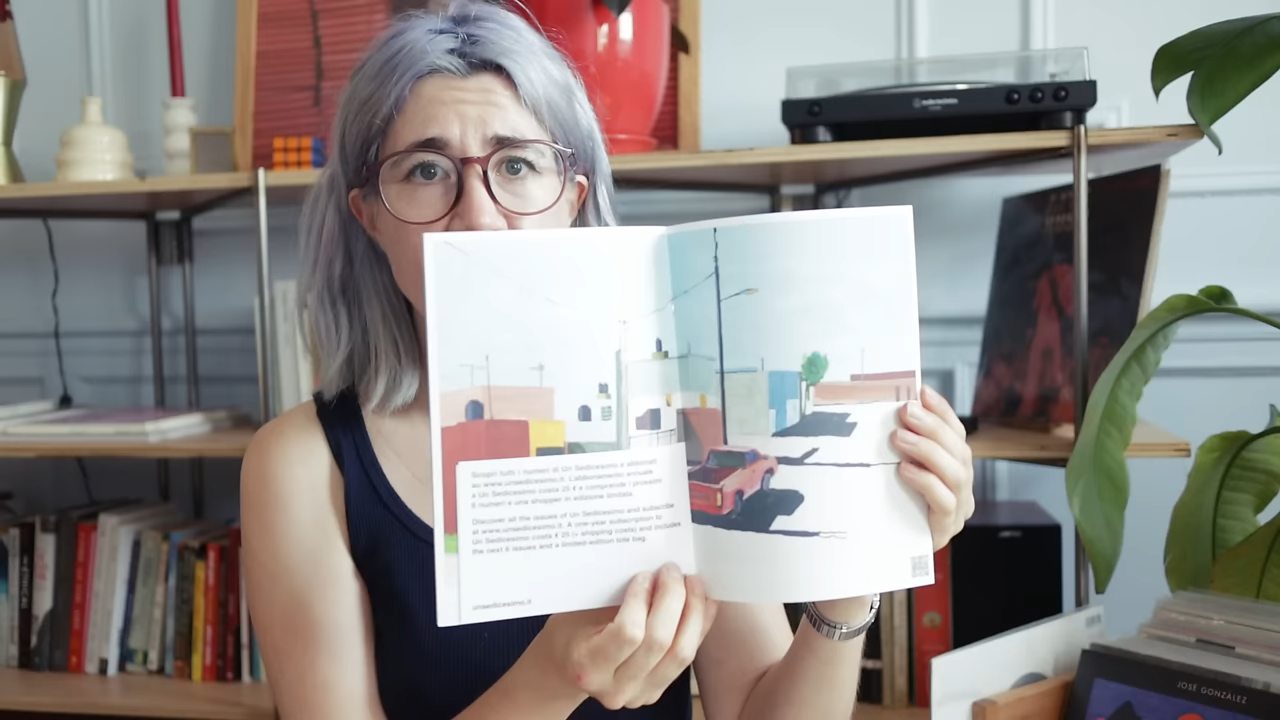 audio-technica
Scopri tutti i numeri di Un Sedicesimo e abbonati
su www.unsedicesimo.it. L'abbonamento annuale
a Un Sedicesimo costa 25 € e comprende i prossimi
6 numeri e una shopper in edizione limitata.
Discover all the issues of Un Sedicesimo and subscribe
at www.unsedicesimo.it. A one-year subscription to
Un Sedicesimo costs € 25 (+ shipping costs) and includes
the next 6 issues and a limited-edition tote bag.
unsedicesimo.it
JOSÉ GONZÁLEZ